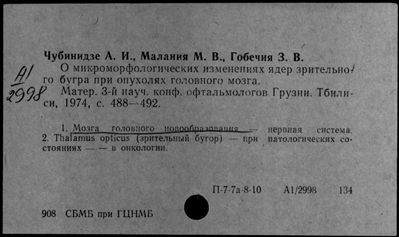 Чубинидзе А. И., Малания М. В., Гобечия З. В.
О микроморфологических изменениях ядер зрительно-
го бугра при опухолях головного мозга.
Матер. 3-й науч. конф. офтальмологов Грузии. Тбили-
си, 1974, с. 488—492.
А1
2998
1. Мозга головного новообразования — нервная система.
2. Thalamus opticus (зрительный бугор) — при патологических со-
стояниях — — в онкологии.
П-7-7а-8-10 А1/2998 134
908 СБМБ при ГЦНМБ